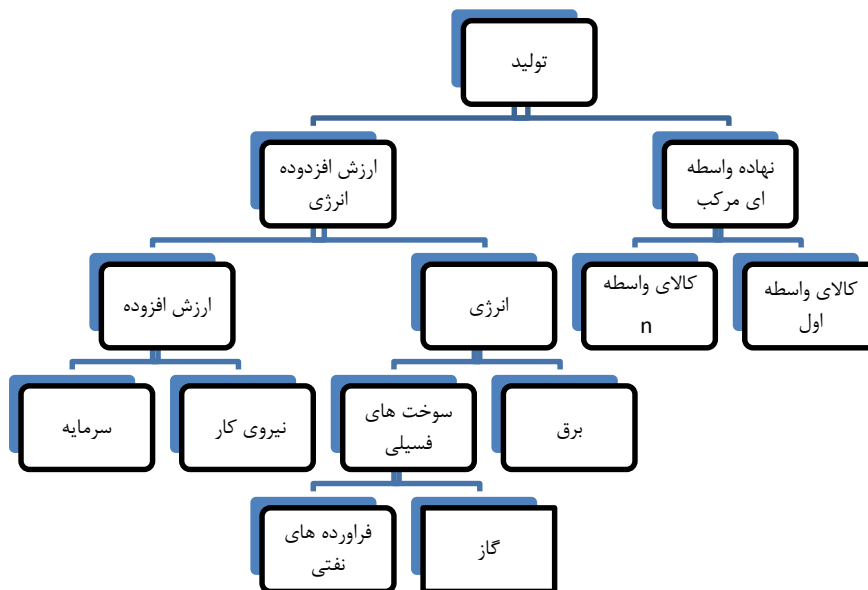 تولید
نهاده واسطه
ای مرکب
ارزش افزدوده
انرژی
کالای واسطه
اول
کالای واسطه
n
انرژی
ارزش افزوده
برق
سوخت های
فسیلی
نیروی کار
سرمایه
گاز
فراورده های
نفتی